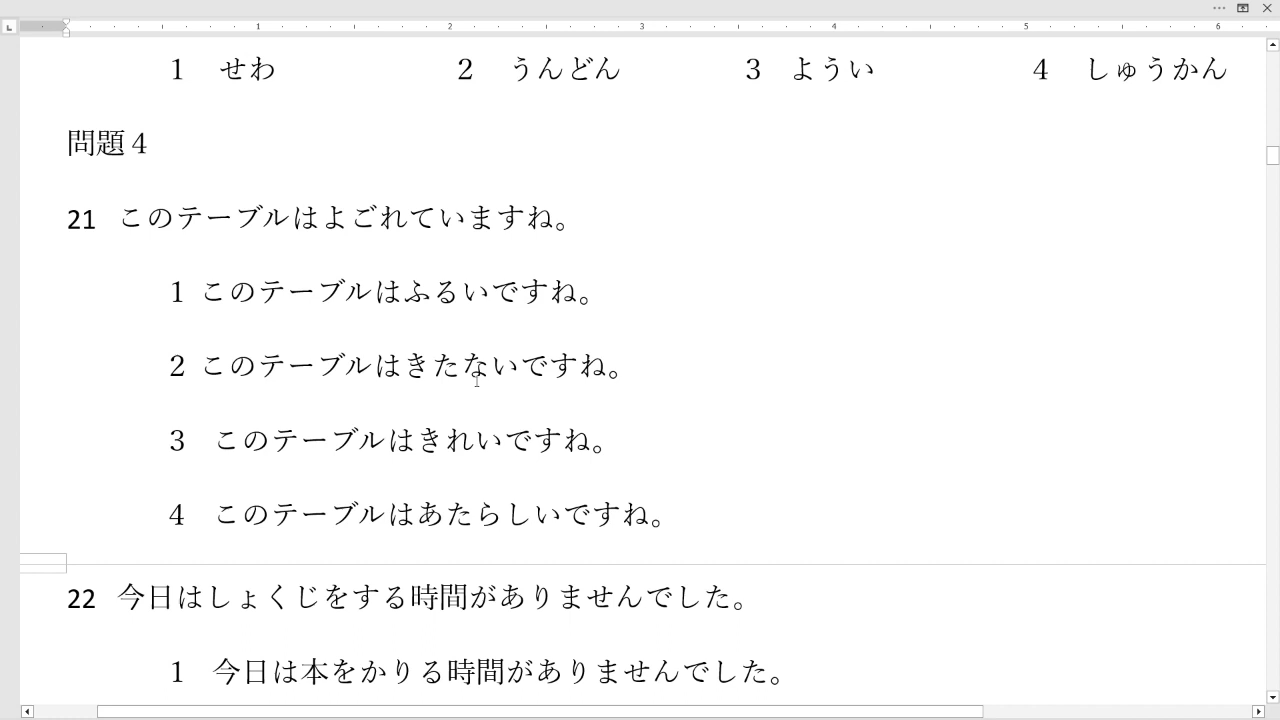 1 2 3 4 5 6
1 せわ 2 うんどん 3 ようい 4 しゅうかん
問題４
21 このテーブルはよごれていますね。
1 このテーブルはふるいですね。
2 このテーブルはきたないですね。
3 このテーブルはきれいですね。
4 このテーブルはあたらしいですね。
22 今日はしょくじをする時間がありませんでした。
1 今日は本をかりる時間がありませんでした。